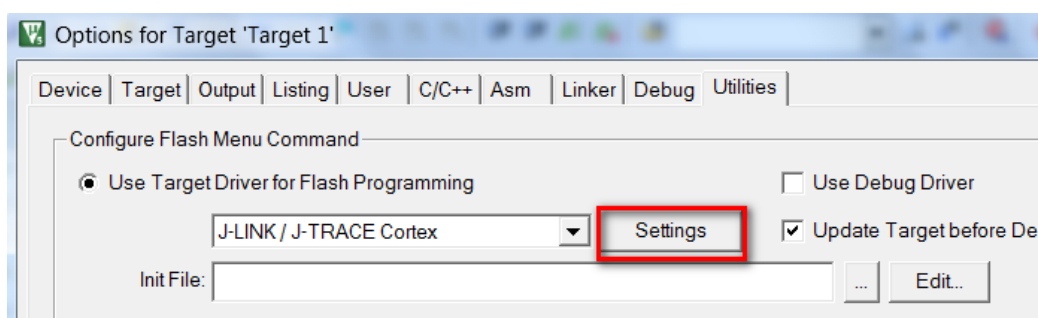 Options for Target 'Target 1'
Device Target Output Listing User C/C++ Asm Linker Debug Utilities
Configure Flash Menu Command
Use Target Driver for Flash Programming Use Debug Driver
J-LINK / J-TRACE Cortex Settings Update Target before De
Init File: ... Edit...